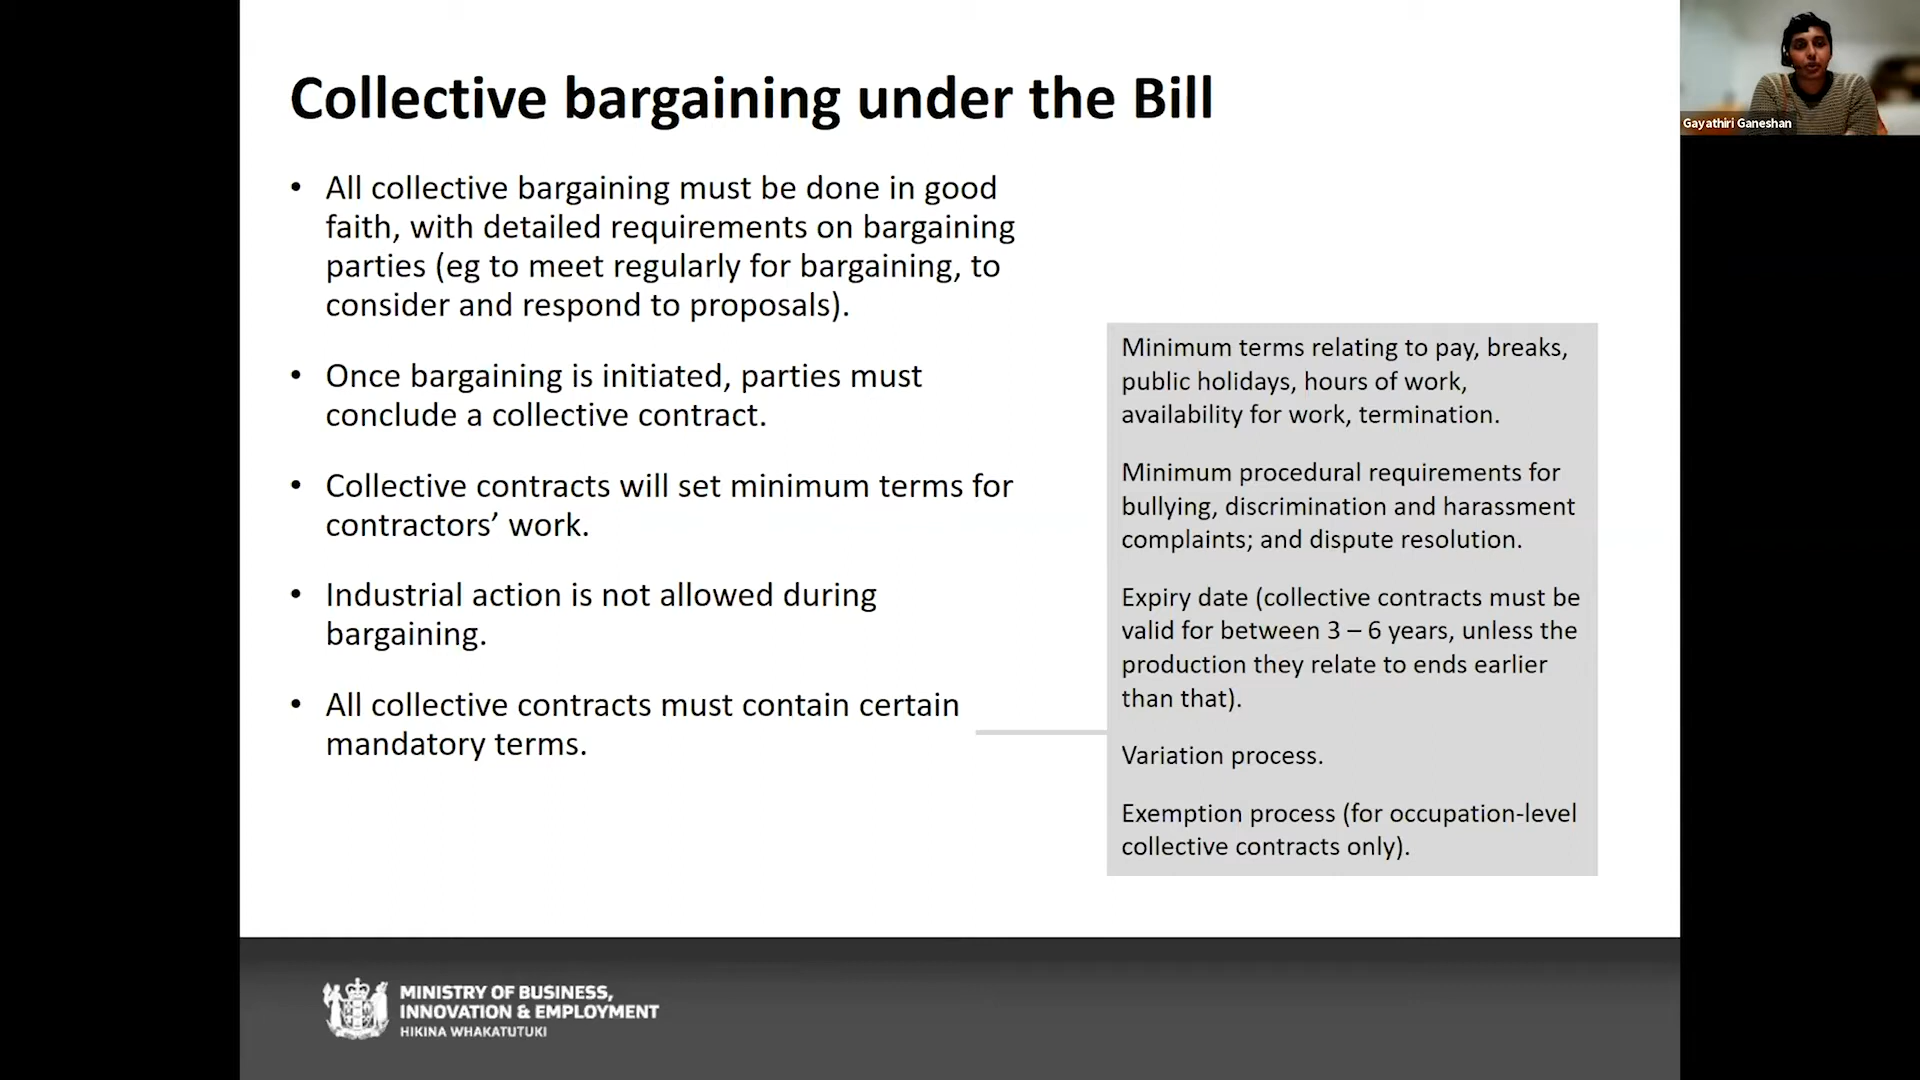 Collective bargaining under the Bill
• All collective bargaining must be done in good
faith, with detailed requirements on bargaining
parties (eg to meet regularly for bargaining, to
consider and respond to proposals).
• Once bargaining is initiated, parties must
conclude a collective contract.
• Collective contracts will set minimum terms for
contractors’ work.
• Industrial action is not allowed during
bargaining.
• All collective contracts must contain certain
mandatory terms.
Minimum terms relating to pay, breaks,
public holidays, hours of work,
availability for work, termination.
Minimum procedural requirements for
bullying, discrimination and harassment
complaints; and dispute resolution.
Expiry date (collective contracts must be
valid for between 3 – 6 years, unless the
production they relate to ends earlier
than that).
Variation process.
Exemption process (for occupation-level
collective contracts only).
MINISTRY OF BUSINESS,
INNOVATION & EMPLOYMENT
HIKINA WHAKATUTUKI
Gayathiri Ganeshan